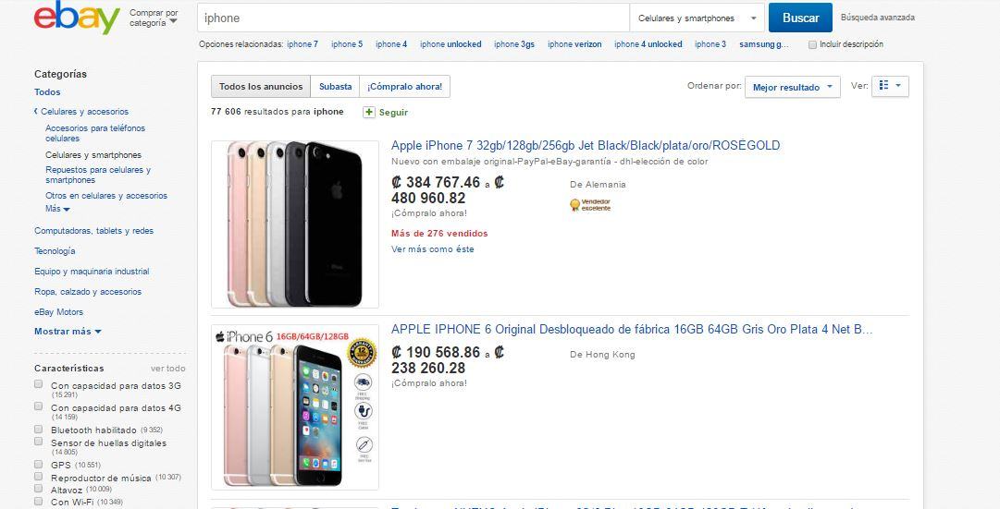 ebay
Comprar por
categoría
iphone
Celulares y smartphones
Buscar
Búsqueda avanzada
Opciones relacionadas: iphone 7 iphone 5 iphone 4 iphone unlocked iphone 3gs iphone verizon iphone 4 unlocked iphone 3 samsung g... Incluir descripción
Categorías
Todos
Celulares y accesorios
Accesorios para teléfonos
celulares
Celulares y smartphones
Repuestos para celulares y
smartphones
Otros en celulares y accesorios
Más
Computadoras, tablets y redes
Tecnología
Equipo y maquinaria industrial
Ropa, calzado y accesorios
eBay Motors
Mostrar más
Características ver todo
Con capacidad para datos 3G
(15 291)
Con capacidad para datos 4G
(14 159)
Bluetooth habilitado (9 352)
Sensor de huellas digitales
(14 805)
GPS (10 551)
Reproductor de música (10 307)
Altavoz (10 009)
Con Wi-Fi (10 349)
Todos los anuncios Subasta ¡Cómpralo ahora!
Ordenar por: Mejor resultado Ver:
77 606 resultados para iphone + Seguir
Apple iPhone 7 32gb/128gb/256gb Jet Black/Black/plata/oro/ROSÉGOLD
Nuevo con embalaje original-PayPal-eBay-garantía - dhl-elección de color
₡ 384 767.46 a ₡
480 960.82
¡Cómpralo ahora!
De Alemania
Vendedor
excelente
Más de 276 vendidos
Ver más como éste
iPhone 6 16GB/64GB/128GB
APPLE IPHONE 6 Original Desbloqueado de fábrica 16GB 64GB Gris Oro Plata 4 Net B...
₡ 190 568.86 a ₡
238 260.28
¡Cómpralo ahora!
De Hong Kong